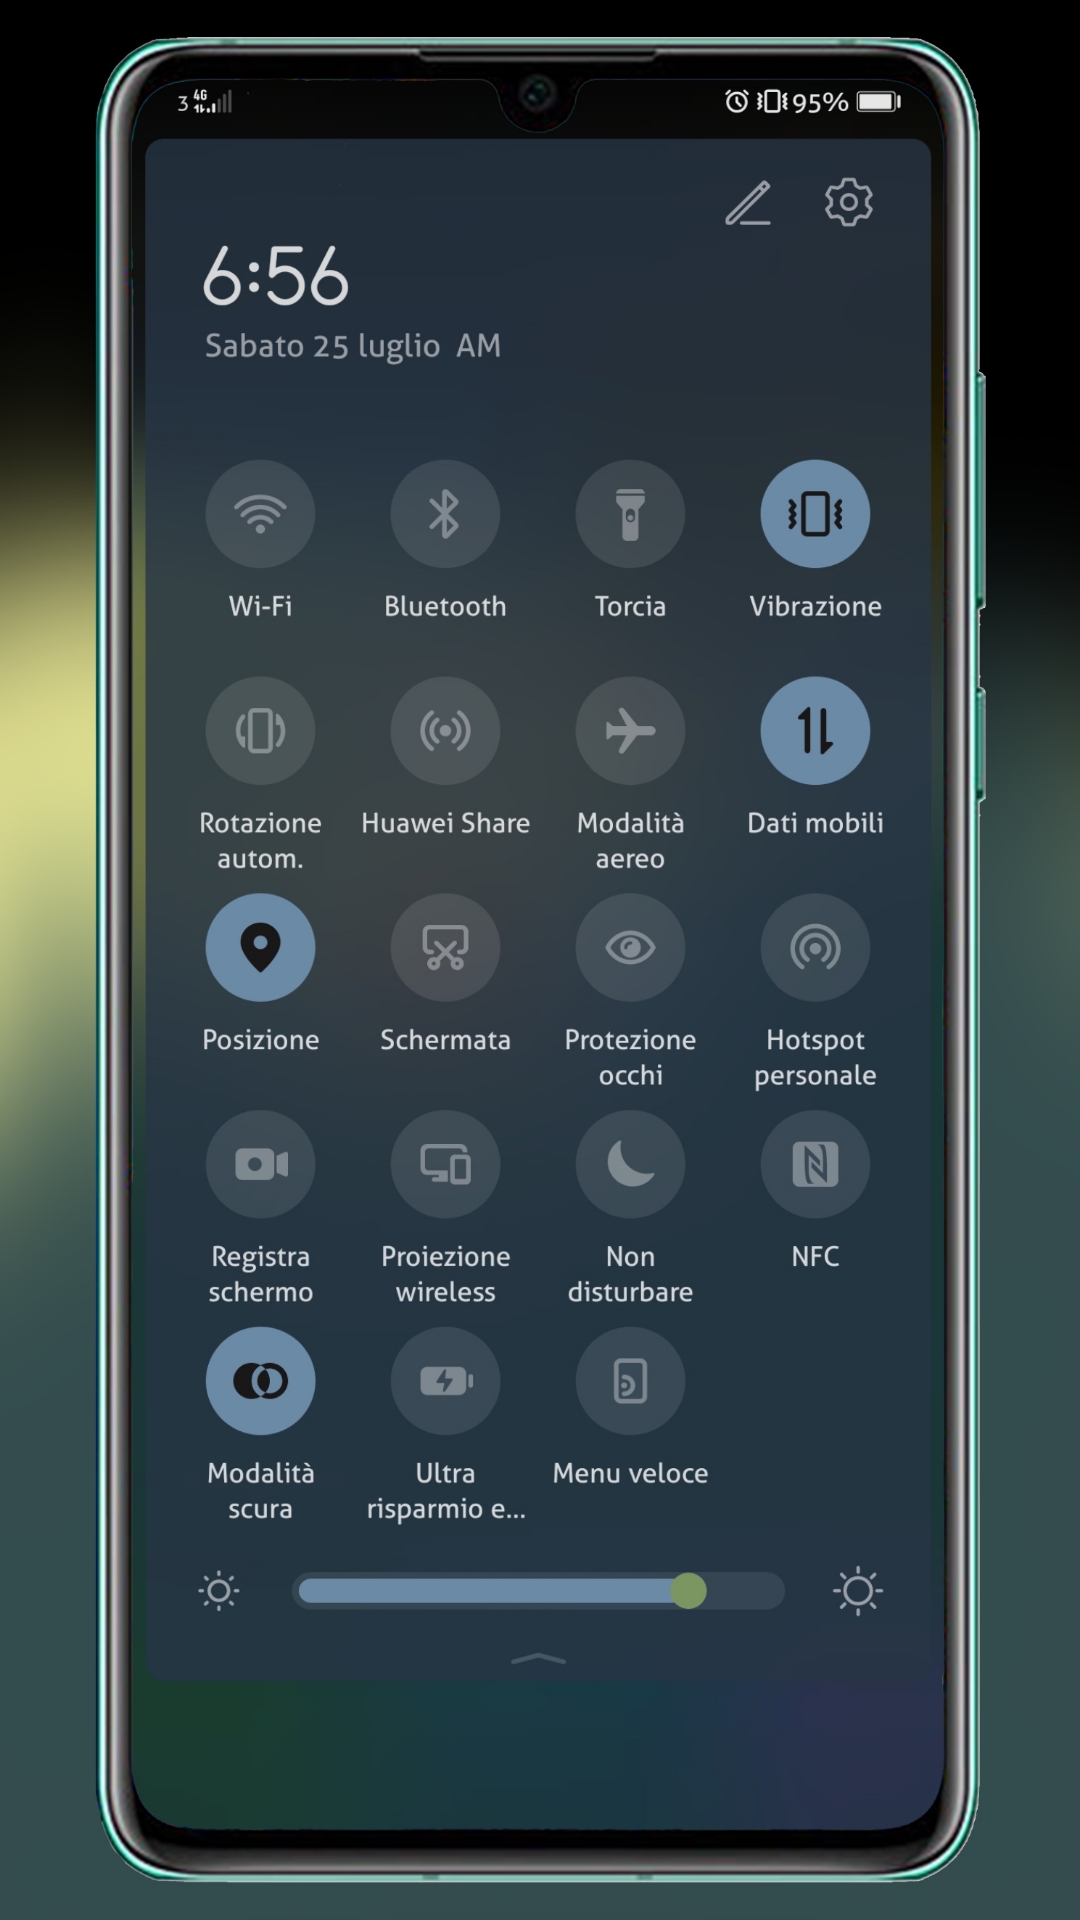 3 4G 95%
6:56
Sabato 25 luglio AM
Wi-Fi Bluetooth Torcia Vibrazione
Rotazione autom. Huawei Share Modalità aereo Dati mobili
Posizione Schermata Protezione occhi Hotspot personale
Registra schermo Proiezione wireless Non disturbare NFC
Modalità scura Ultra risparmio e... Menu veloce